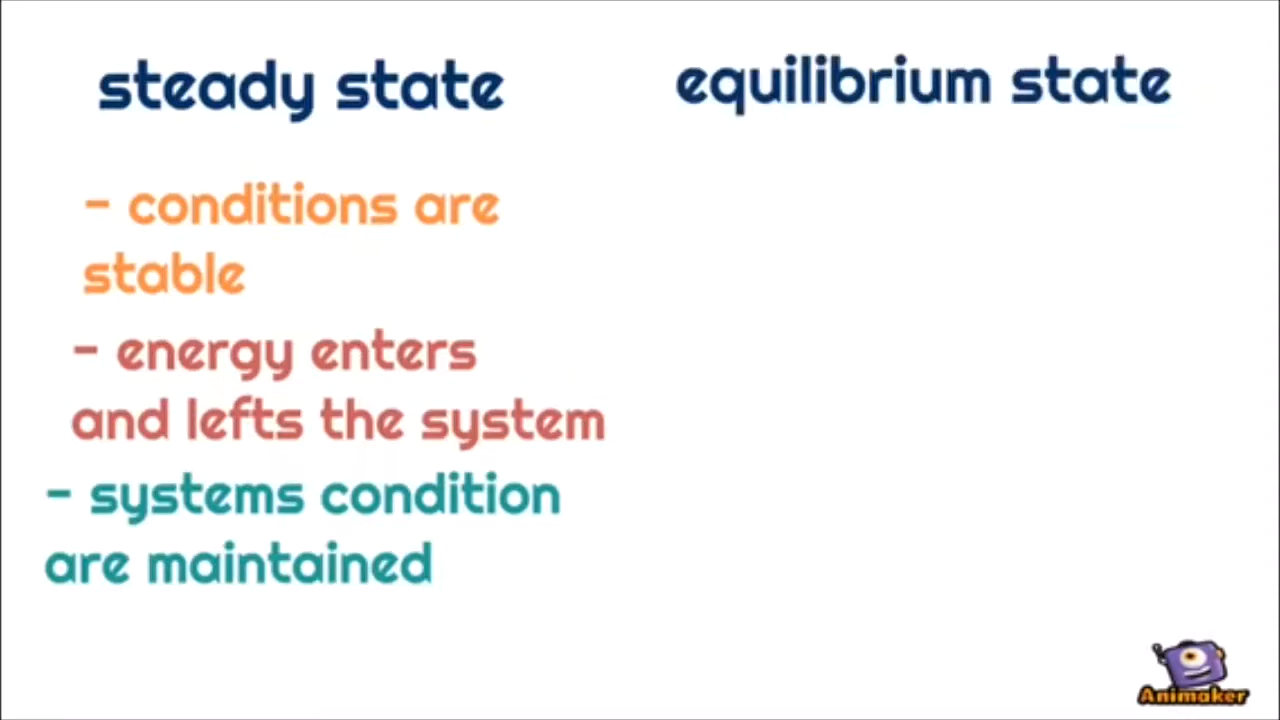 steady state
equilibrium state
- conditions are
stable
- energy enters
and lefts the system
- systems condition
are maintained
Animaker